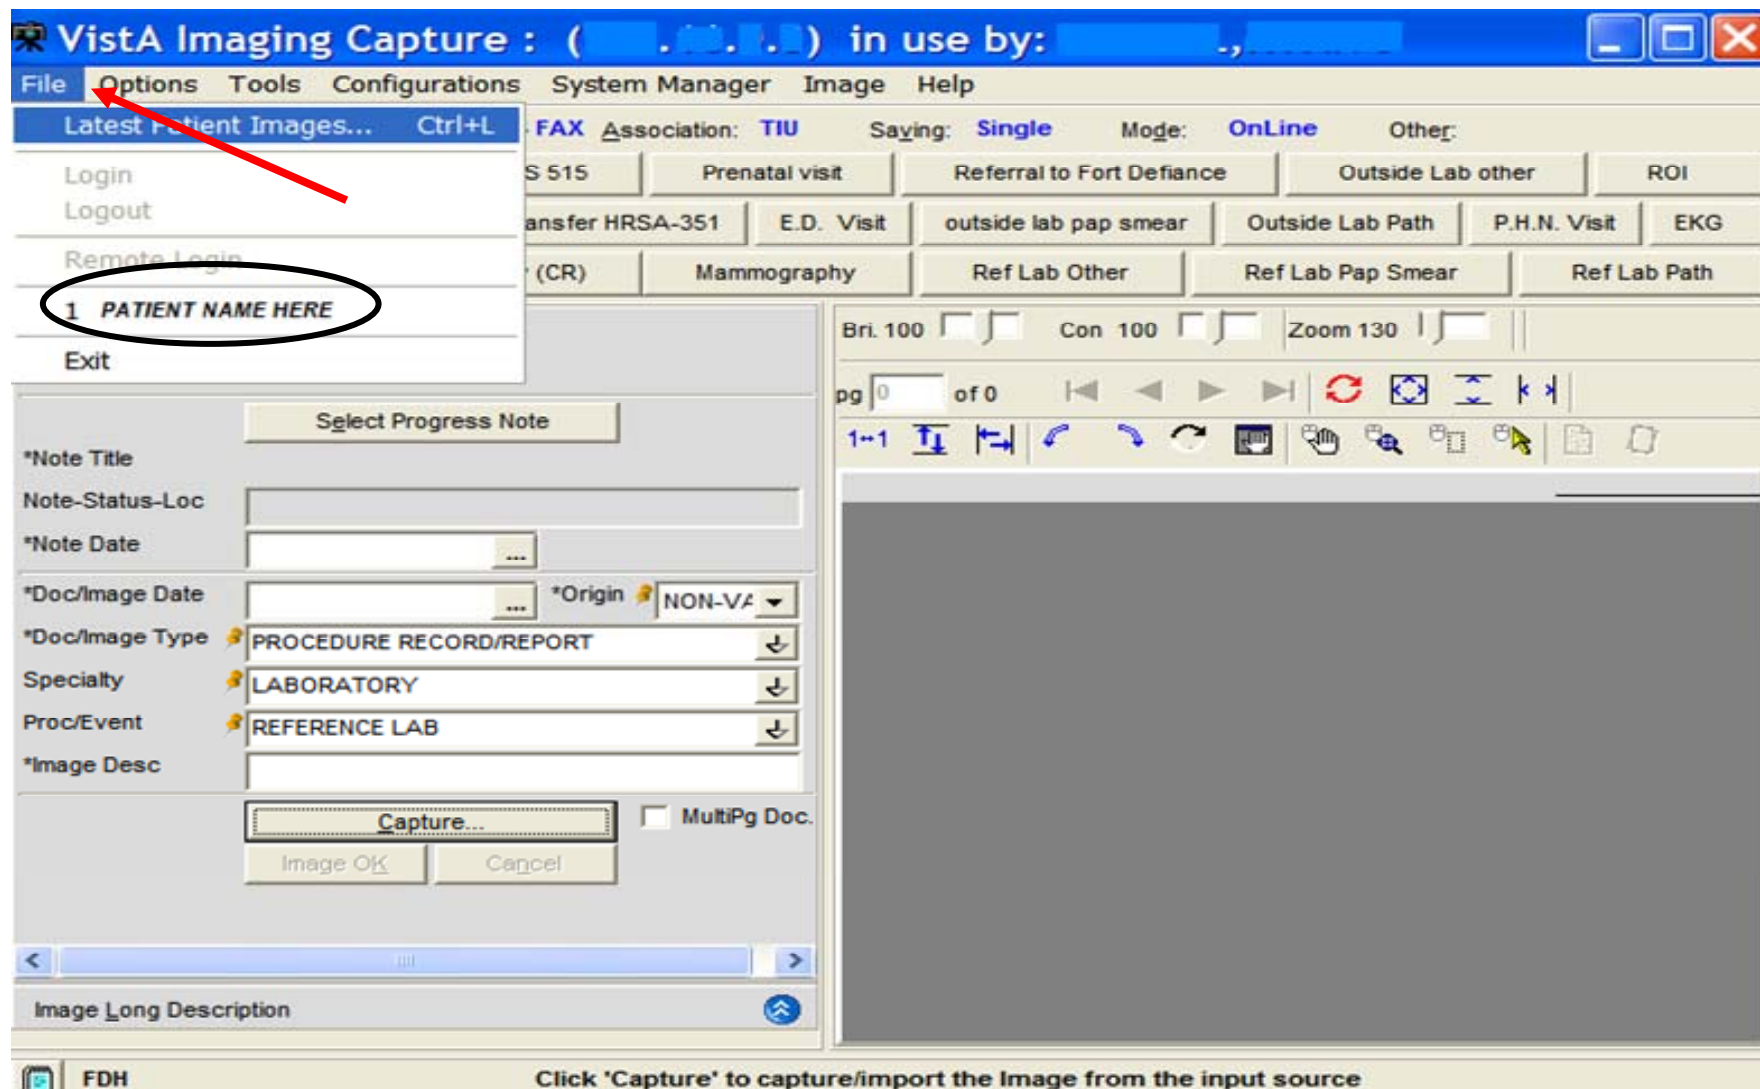 VistA Imaging Capture : ( . . . ) in use by: .,
File Options Tools Configurations System Manager Image Help
Latest Patient Images... Ctrl+L
FAX Association: TIU Saving: Single Mode: OnLine Other:
Login
S 515 Prenatal visit Referral to Fort Defiance Outside Lab other ROI
Logout
ansfer HRSA-351 E.D. Visit outside lab pap smear Outside Lab Path P.H.N. Visit EKG
Remote Login
(CR) Mammography Ref Lab Other Ref Lab Pap Smear Ref Lab Path
1 PATIENT NAME HERE
Exit
Bri. 100 Con 100 Zoom 130
pg 0 of 0
1↔1
Select Progress Note
*Note Title
Note-Status-Loc
*Note Date ...
*Doc/Image Date ... *Origin NON-VA
*Doc/Image Type PROCEDURE RECORD/REPORT
Specialty LABORATORY
Proc/Event REFERENCE LAB
*Image Desc
Capture... MultiPg Doc.
Image OK Cancel
Image Long Description
FDH Click 'Capture' to capture/import the Image from the input source